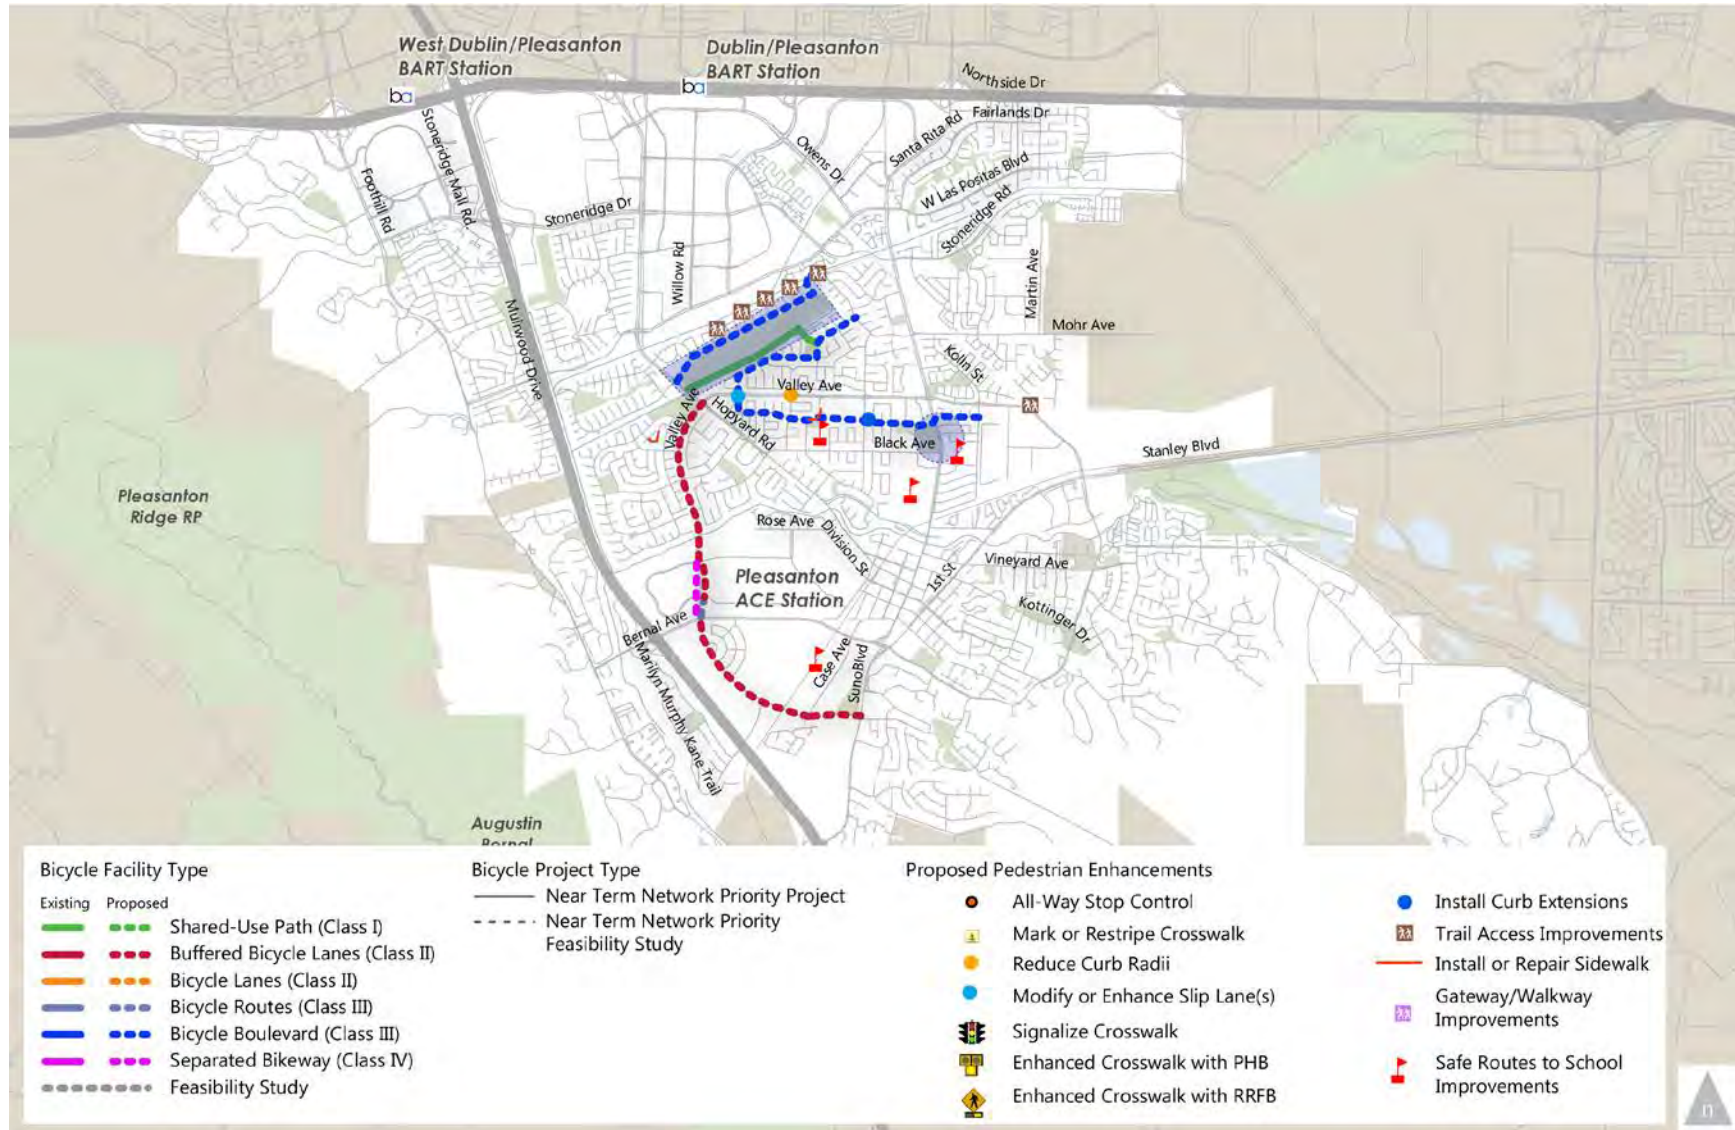 West Dublin/Pleasanton
BART Station
Dublin/Pleasanton
BART Station
ba
ba
Northside Dr
Fairlands Dr
Santa Rita Rd
Owens Dr
W Las Positas Blvd
Stoneridge Rd
Stoneridge Mall Rd.
Foothill Rd
Stoneridge Dr
Willow Rd
Martin Ave
Mohr Ave
Muirwood Drive
Kolln St
Valley Ave
Valley Ave
Hopyard Rd
Black Ave
Stanley Blvd
Pleasanton
Ridge RP
Rose Ave
Division St
1st St
Vineyard Ave
Pleasanton
ACE Station
Kottinger Dr
Bernal Ave
Case Ave
SunoBlvd
Marilyn Murphy Kane Trail
Augustin
Bernal
Bicycle Facility Type
Existing Proposed
Shared-Use Path (Class I)
Buffered Bicycle Lanes (Class II)
Bicycle Lanes (Class II)
Bicycle Routes (Class III)
Bicycle Boulevard (Class III)
Separated Bikeway (Class IV)
Feasibility Study
Bicycle Project Type
Near Term Network Priority Project
Near Term Network Priority
Feasibility Study
Proposed Pedestrian Enhancements
All-Way Stop Control
Mark or Restripe Crosswalk
Reduce Curb Radii
Modify or Enhance Slip Lane(s)
Signalize Crosswalk
Enhanced Crosswalk with PHB
Enhanced Crosswalk with RRFB
Install Curb Extensions
Trail Access Improvements
Install or Repair Sidewalk
Gateway/Walkway
Improvements
Safe Routes to School
Improvements
n